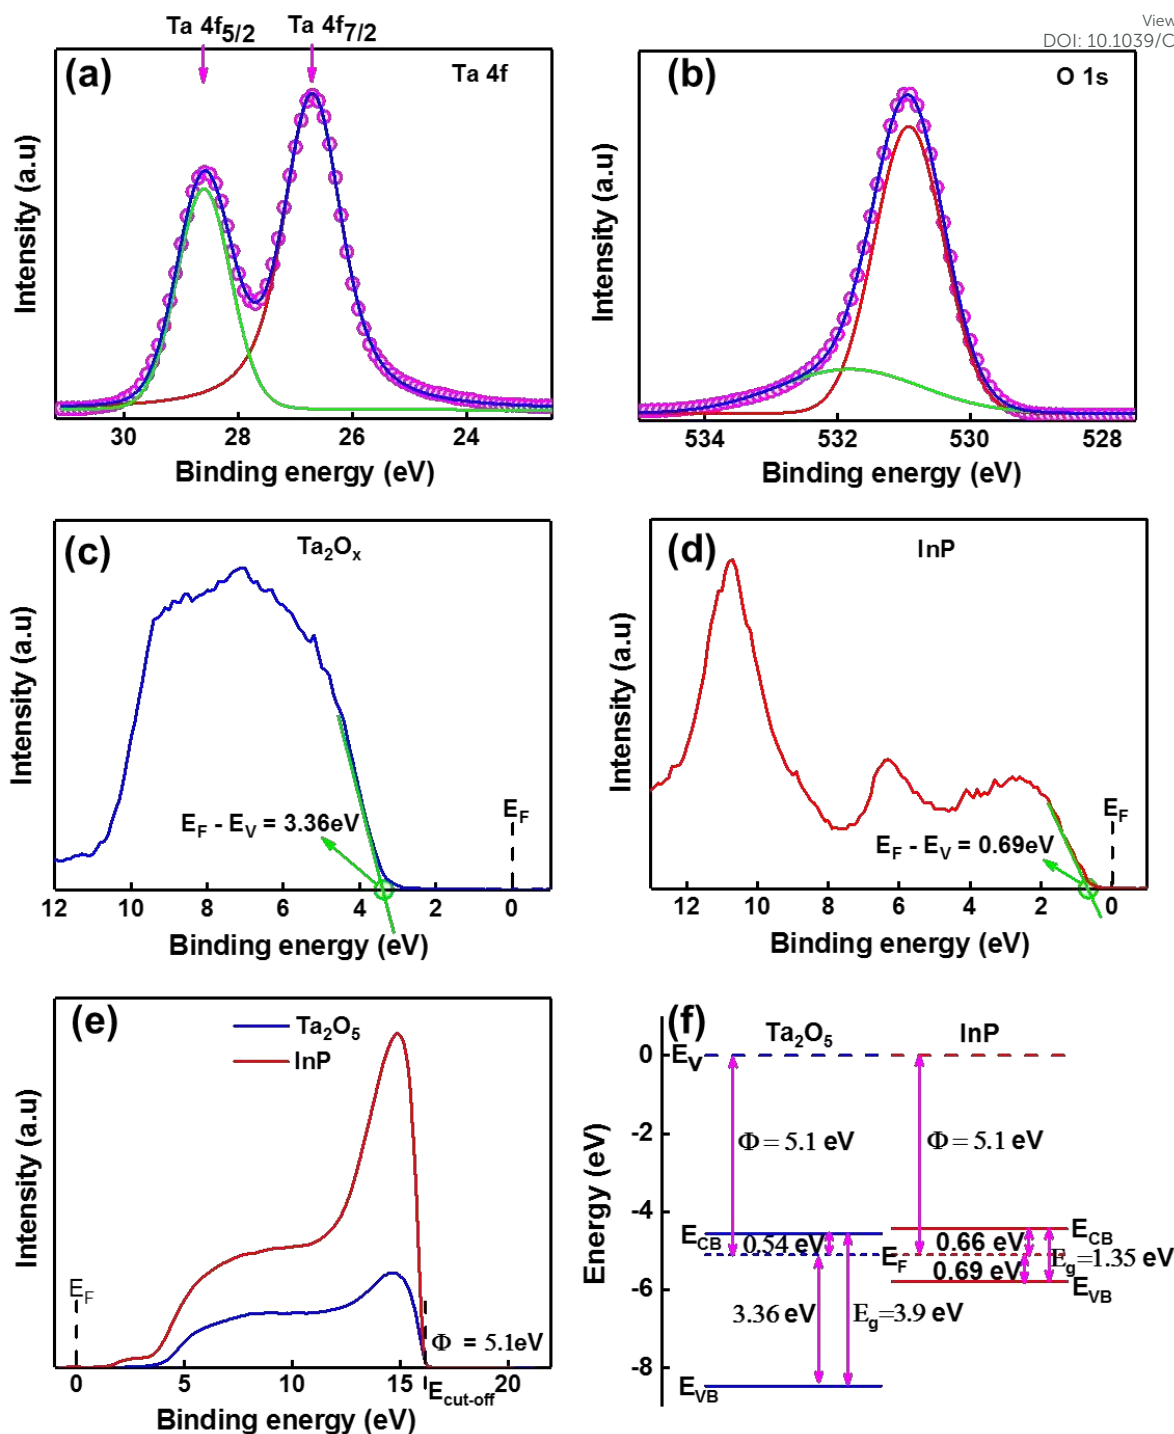 View
DOI: 10.1039/C
Ta 4f5/2 Ta 4f7/2
(a) Ta 4f
Intensity (a.u)
30 28 26 24
Binding energy (eV)
(b) O 1s
Intensity (a.u)
534 532 530 528
Binding energy (eV)
(c) Ta2Ox
Intensity (a.u)
EF
EF - EV = 3.36eV
12 10 8 6 4 2 0
Binding energy (eV)
(d) InP
Intensity (a.u)
EF
EF - EV = 0.69eV
12 10 8 6 4 2 0
Binding energy (eV)
(e)
Ta2O5
InP
Intensity (a.u)
EF
Φ = 5.1eV
Ecut-off
0 5 10 15 20
Binding energy (eV)
(f)
Ta2O5 InP
Energy (eV)
0
-2
-4
-6
-8
EV
Φ = 5.1 eV Φ = 5.1 eV
ECB 0.54 eV 0.66 eV ECB
EF Eg=1.35 eV
0.69 eV EVB
3.36 eV Eg=3.9 eV
EVB